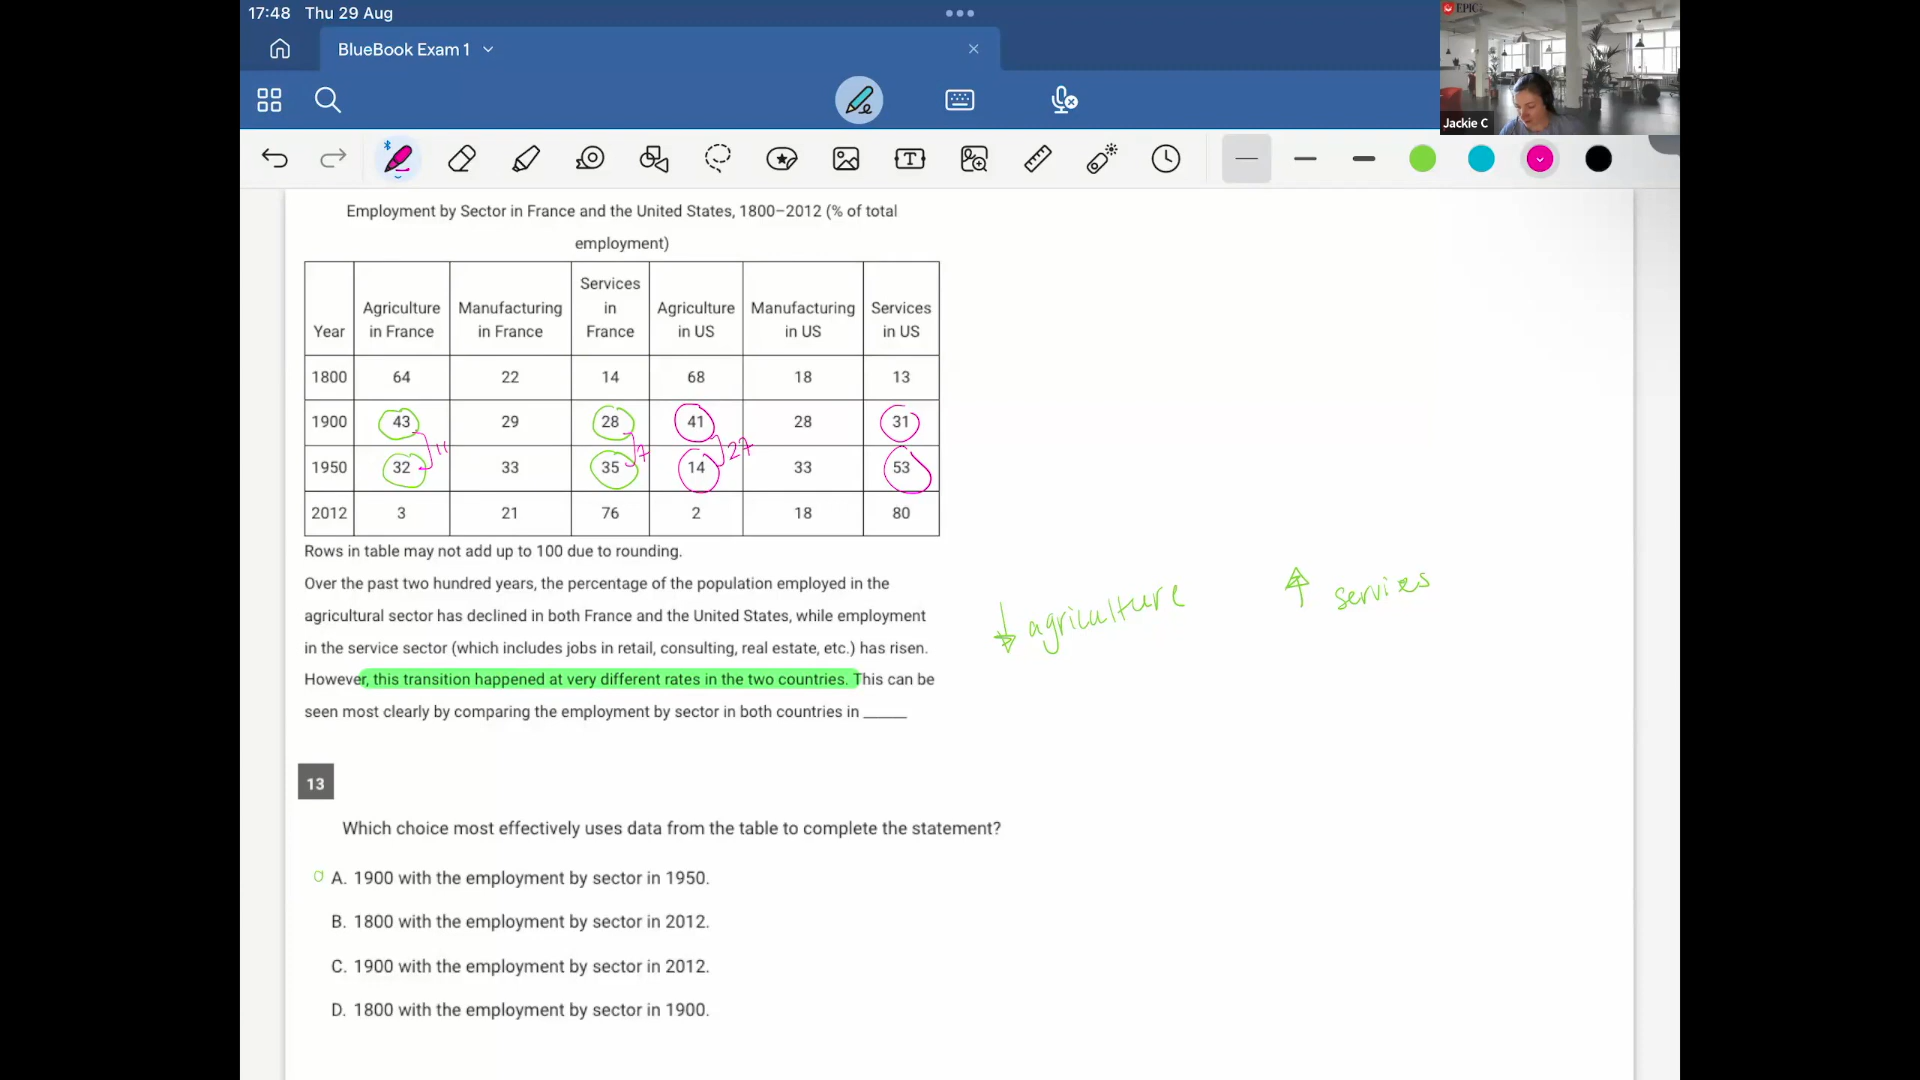 17:48 Thu 29 Aug
BlueBook Exam 1
EPIC
Jackie C
Employment by Sector in France and the United States, 1800–2012 (% of total
employment)
Year Agriculture in France Manufacturing in France Services in France Agriculture in US Manufacturing in US Services in US
1800 64 22 14 68 18 13
1900 43 29 28 41 28 31
11 7 27
1950 32 33 35 14 33 53
2012 3 21 76 2 18 80
Rows in table may not add up to 100 due to rounding.
Over the past two hundred years, the percentage of the population employed in the
agricultural sector has declined in both France and the United States, while employment
in the service sector (which includes jobs in retail, consulting, real estate, etc.) has risen.
However, this transition happened at very different rates in the two countries. This can be
seen most clearly by comparing the employment by sector in both countries in ______
↓ agriculture ↑ services
13
Which choice most effectively uses data from the table to complete the statement?
A. 1900 with the employment by sector in 1950.
B. 1800 with the employment by sector in 2012.
C. 1900 with the employment by sector in 2012.
D. 1800 with the employment by sector in 1900.